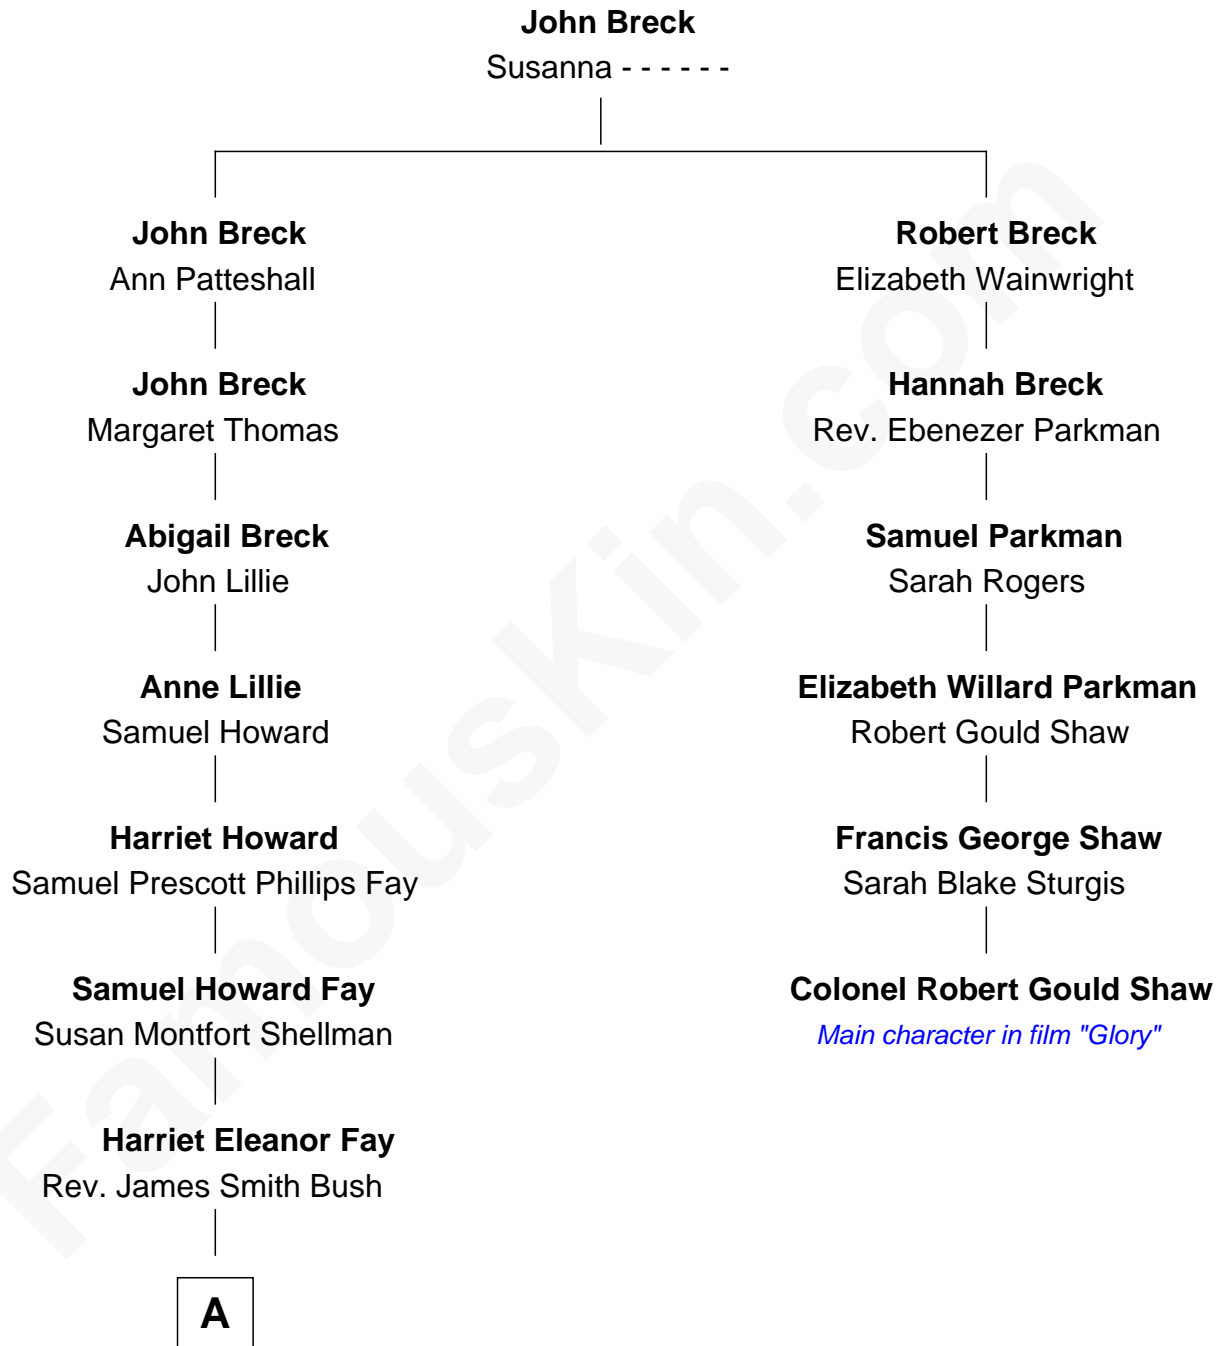 John Breck
Susanna - - - - - -
John Breck
Ann Patteshall
Robert Breck
Elizabeth Wainwright
John Breck
Margaret Thomas
Hannah Breck
Rev. Ebenezer Parkman
Abigail Breck
John Lillie
Samuel Parkman
Sarah Rogers
Anne Lillie
Samuel Howard
Elizabeth Willard Parkman
Robert Gould Shaw
Harriet Howard
Samuel Prescott Phillips Fay
Francis George Shaw
Sarah Blake Sturgis
Samuel Howard Fay
Susan Montfort Shellman
Colonel Robert Gould Shaw
Main character in film "Glory"
Harriet Eleanor Fay
Rev. James Smith Bush
A
FamousKin.com